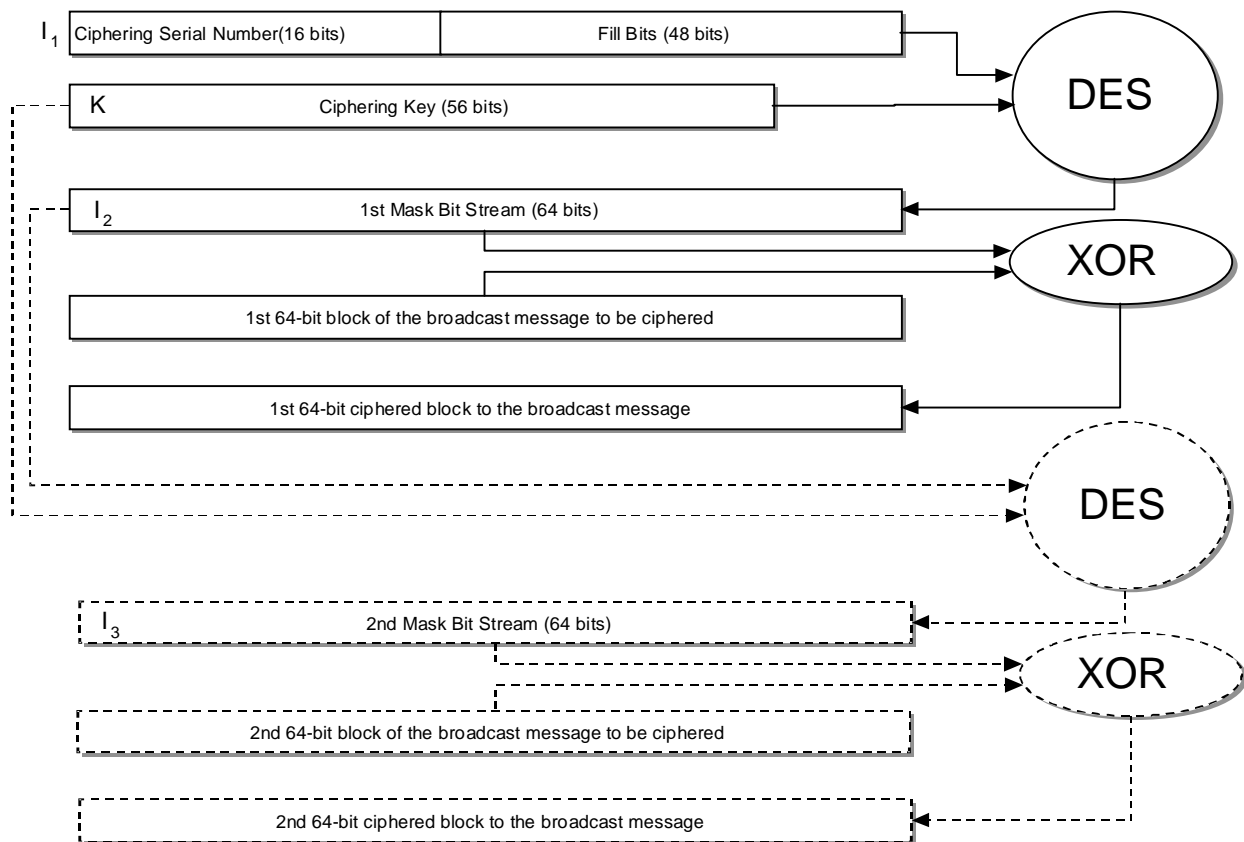 I1 Ciphering Serial Number(16 bits) Fill Bits (48 bits)
DES
K Ciphering Key (56 bits)
I2 1st Mask Bit Stream (64 bits)
XOR
1st 64-bit block of the broadcast message to be ciphered
1st 64-bit ciphered block to the broadcast message
DES
I3 2nd Mask Bit Stream (64 bits)
XOR
2nd 64-bit block of the broadcast message to be ciphered
2nd 64-bit ciphered block to the broadcast message